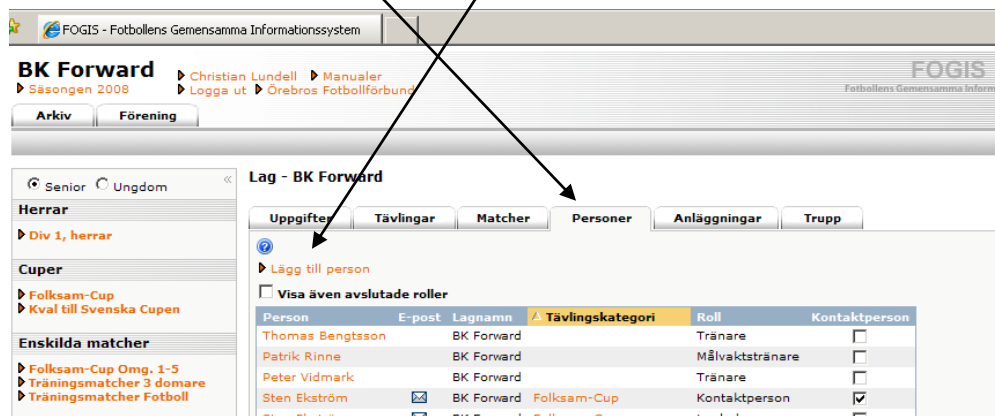 FOGIS - Fotbollens Gemensamma Informationssystem
BK Forward
Säsongen 2008
Christian Lundell Manualer
Logga ut Örebros Fotbollförbund
FOGIS
Fotbollens Gemensamma Inform
Arkiv Förening
Senior Ungdom «
Herrar
Div 1, herrar
Cuper
Folksam-Cup
Kval till Svenska Cupen
Enskilda matcher
Folksam-Cup Omg. 1-5
Träningsmatcher 3 domare
Träningsmatcher Fotboll
Lag - BK Forward
Uppgifter Tävlingar Matcher Personer Anläggningar Trupp
Lägg till person
Visa även avslutade roller
Person E-post Lagnamn Tävlingskategori Roll Kontaktperson
Thomas Bengtsson BK Forward Tränare
Patrik Rinne BK Forward Målvaktstränare
Peter Vidmark BK Forward Tränare
Sten Ekström BK Forward Folksam-Cup Kontaktperson